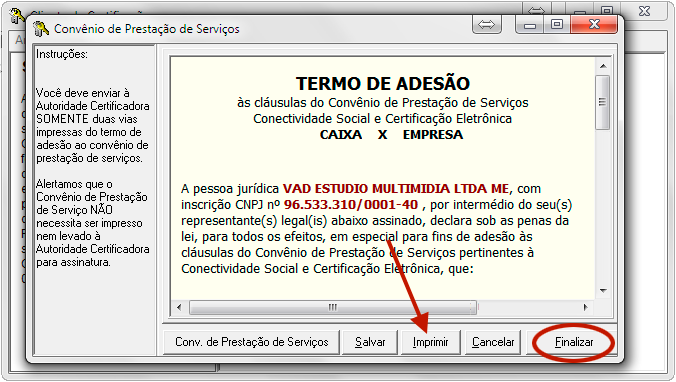 Convênio de Prestação de Serviços
Instruções:
Você deve enviar à
Autoridade Certificadora
SOMENTE duas vias
impressas do termo de
adesão ao convênio de
prestação de serviços.
Alertamos que o
Convênio de Prestação
de Serviço NÃO
necessita ser impresso
nem levado à
Autoridade Certificadora
para assinatura.
TERMO DE ADESÃO
às cláusulas do Convênio de Prestação de Serviços
Conectividade Social e Certificação Eletrônica
CAIXA X EMPRESA
A pessoa jurídica VAD ESTUDIO MULTIMIDIA LTDA ME, com
inscrição CNPJ nº 96.533.310/0001-40 , por intermédio do seu(s)
representante(s) legal(is) abaixo assinado, declara sob as penas da
lei, para todos os efeitos, em especial para fins de adesão às
cláusulas do Convênio de Prestação de Serviços pertinentes à
Conectividade Social e Certificação Eletrônica, que:
Conv. de Prestação de Serviços Salvar Imprimir Cancelar Finalizar